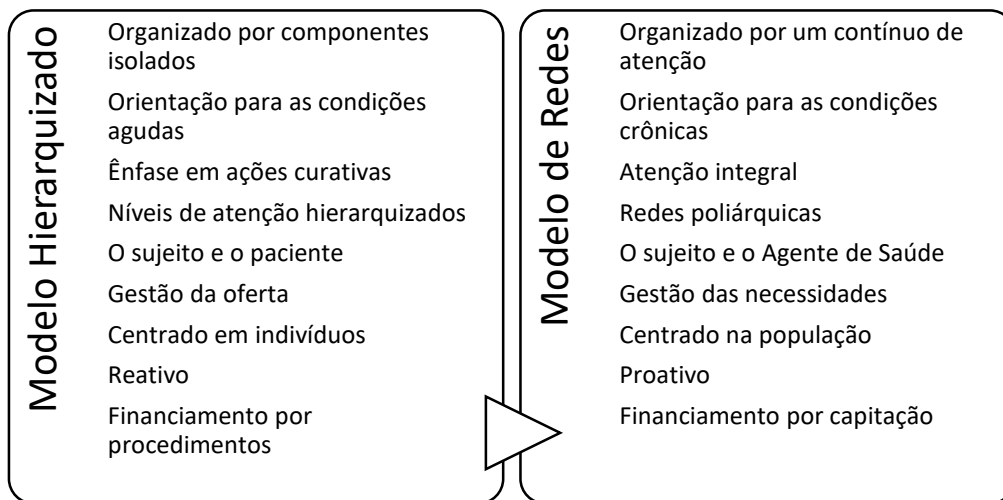 Modelo Hierarquizado
Organizado por componentes
isolados
Orientação para as condições
agudas
Ênfase em ações curativas
Níveis de atenção hierarquizados
O sujeito e o paciente
Gestão da oferta
Centrado em indivíduos
Reativo
Financiamento por
procedimentos
Modelo de Redes
Organizado por um contínuo de
atenção
Orientação para as condições
crônicas
Atenção integral
Redes poliárquicas
O sujeito e o Agente de Saúde
Gestão das necessidades
Centrado na população
Proativo
Financiamento por capitação